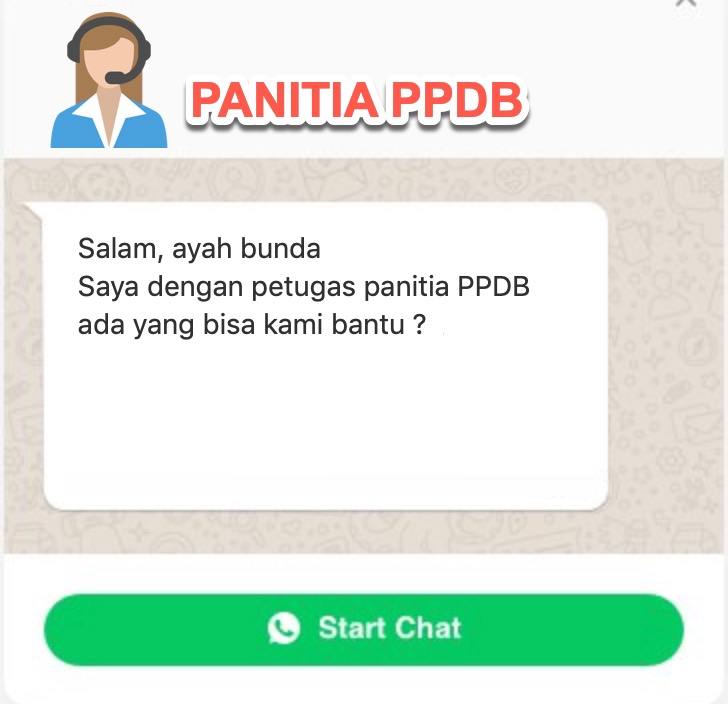 PANITIA PPDB
Salam, ayah bunda
Saya dengan petugas panitia PPDB
ada yang bisa kami bantu ?
Start Chat